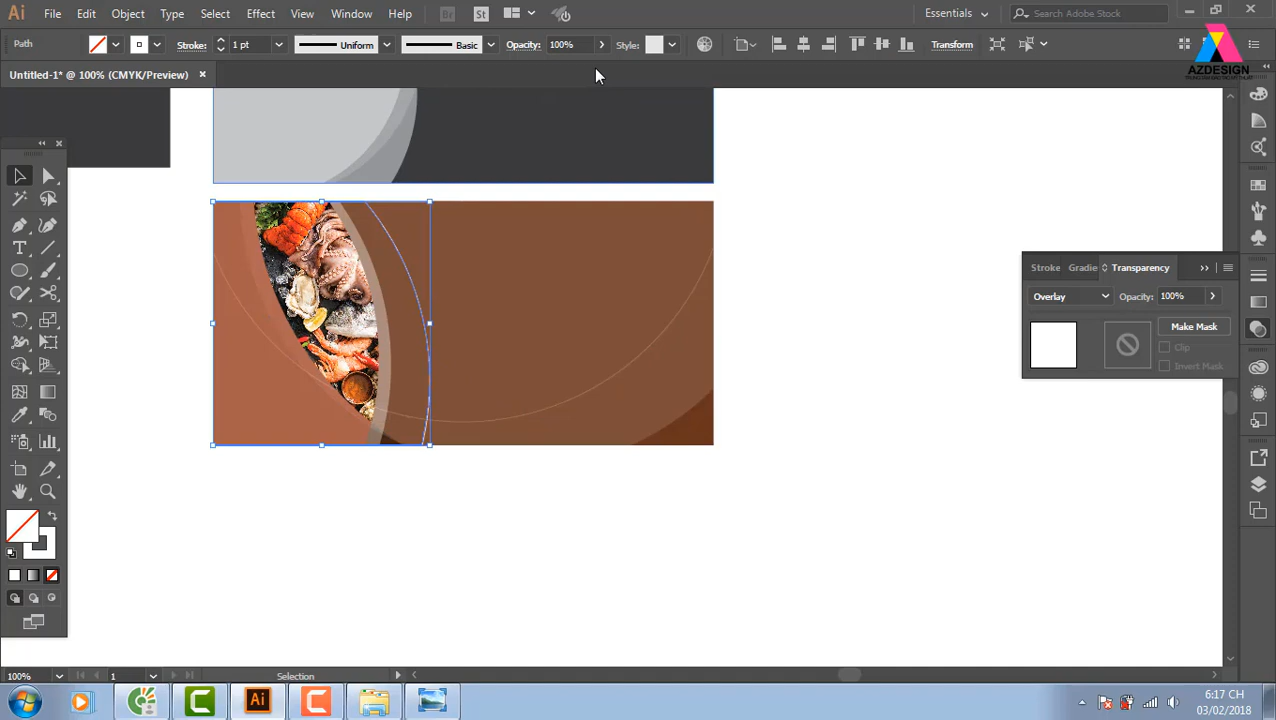 Ai File Edit Object Type Select Effect View Window Help Br St Essentials Search Adobe Stock
Path Stroke: 1 pt Uniform Basic Opacity: 100% Style: Transform
AZDESIGN
Untitled-1* @ 100% (CMYK/Preview)
Stroke Gradie Transparency
Overlay Opacity: 100%
Make Mask
Clip
Invert Mask
100% 1 Selection
Ai
6:17 CH
03/02/2018